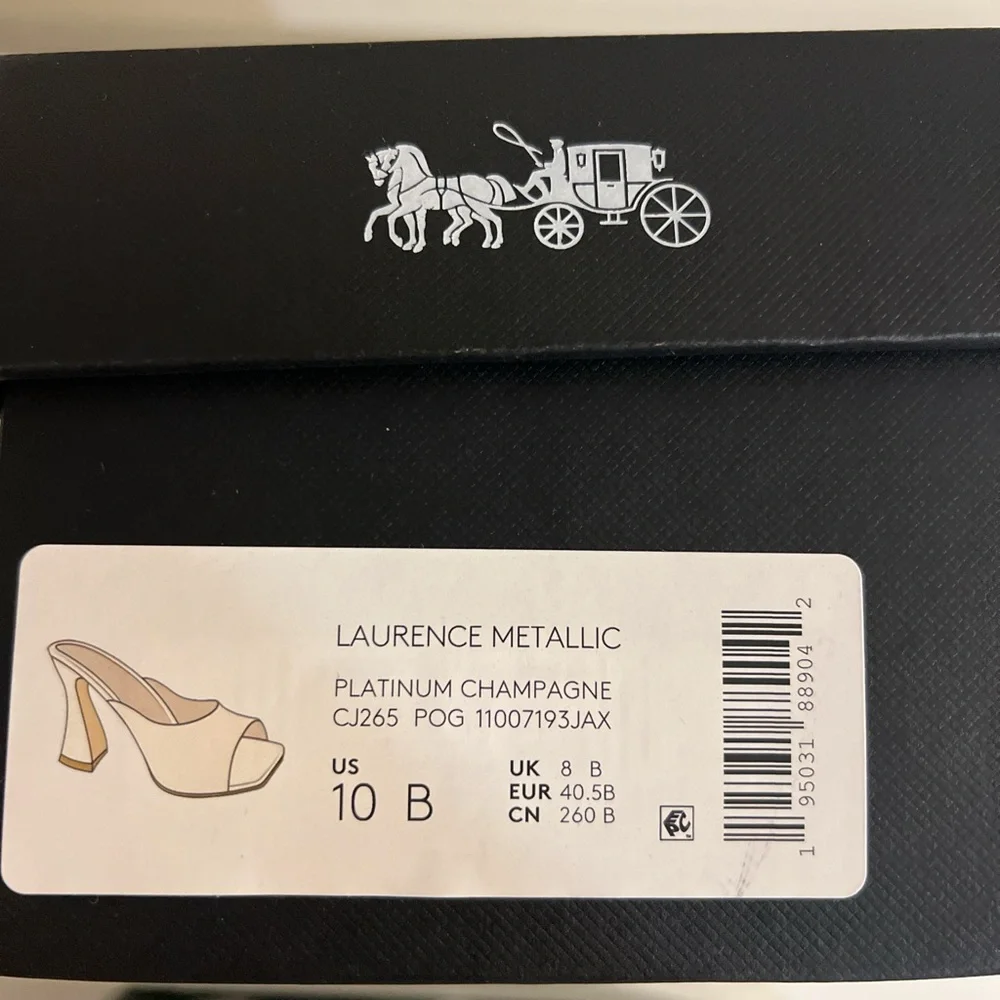 LAURENCE METALLIC
PLATINUM CHAMPAGNE
CJ265 POG 11007193JAX
US
10 B
UK 8 B
EUR 40.5B
CN 260 B
1 95031 88904 2